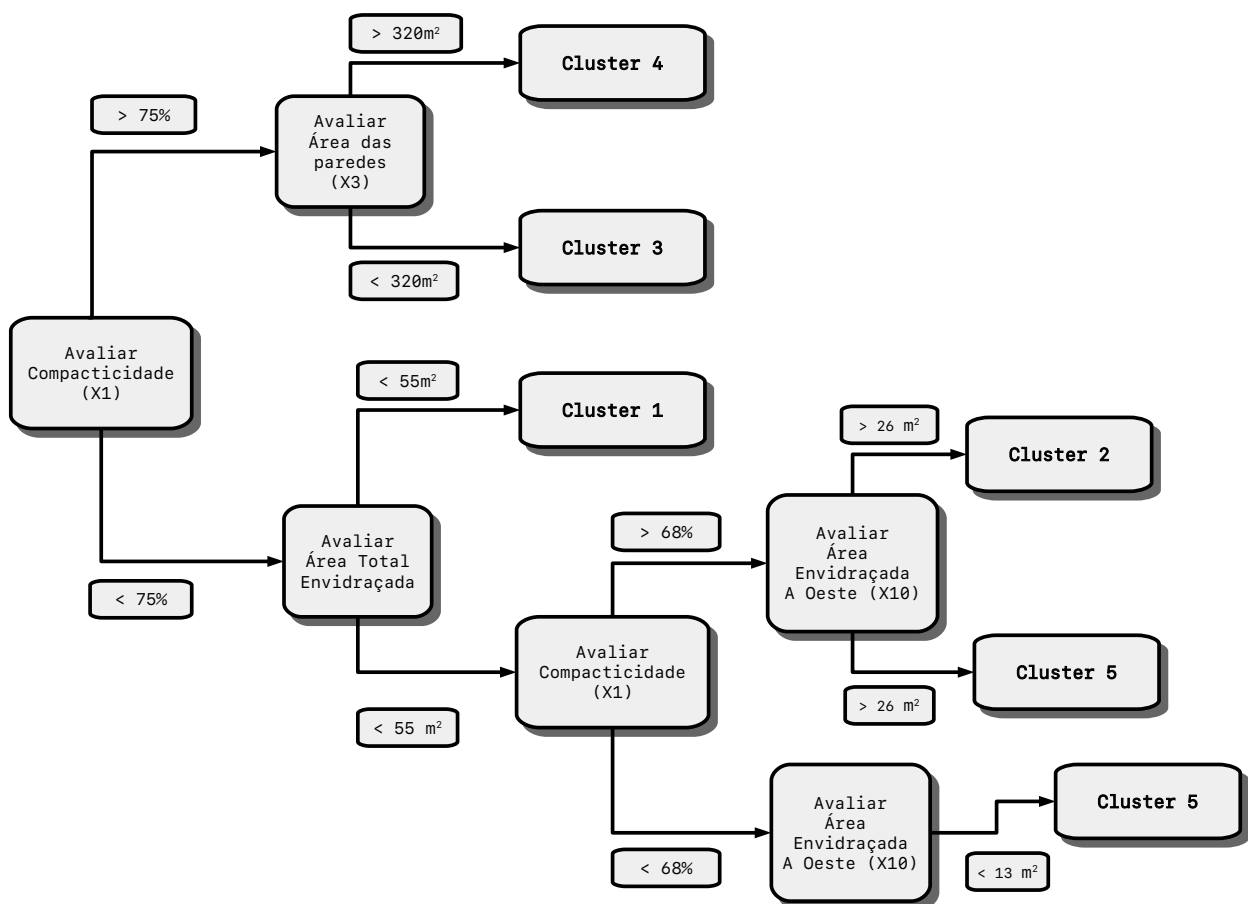 > 320m²
Cluster 4
> 75%
Avaliar
Área das
paredes
(X3)
Cluster 3
< 320m²
Avaliar
Compacticidade
(X1)
< 55m²
Cluster 1
> 26 m²
Cluster 2
> 68%
Avaliar
Área
Envidraçada
A Oeste (X10)
Avaliar
Área Total
Envidraçada
< 75%
Avaliar
Compacticidade
(X1)
Cluster 5
> 26 m²
< 55 m²
Avaliar
Área
Envidraçada
A Oeste (X10)
Cluster 5
< 68%
< 13 m²